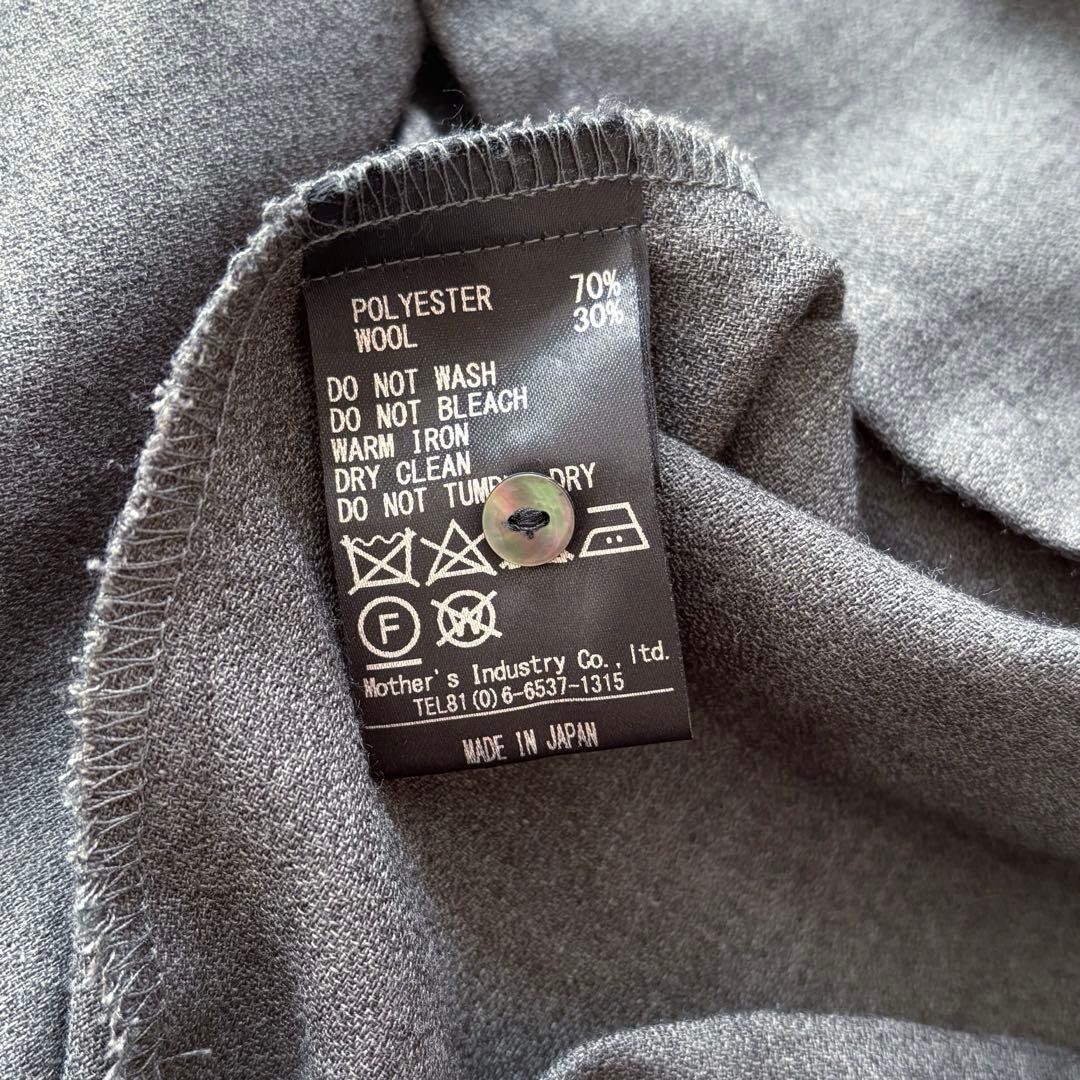 POLYESTER 70%
WOOL 30%
DO NOT WASH
DO NOT BLEACH
WARM IRON
DRY CLEAN
DO NOT DRY
F W
Mother's Industry Co.,ltd.
TEL81(0)6-6537-1315
MADE IN JAPAN